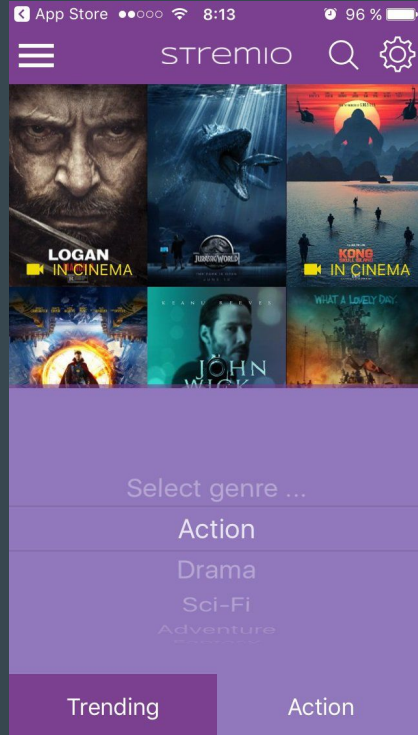 App Store 8:13 96 %
stremio
LOGAN
IN CINEMA
JURASSIC WORLD
KONG
IN CINEMA
KEANU REEVES
JOHN
WICK
WHAT A LOVELY DAY.
Select genre ...
Action
Drama
Sci-Fi
Adventure
Trending
Action